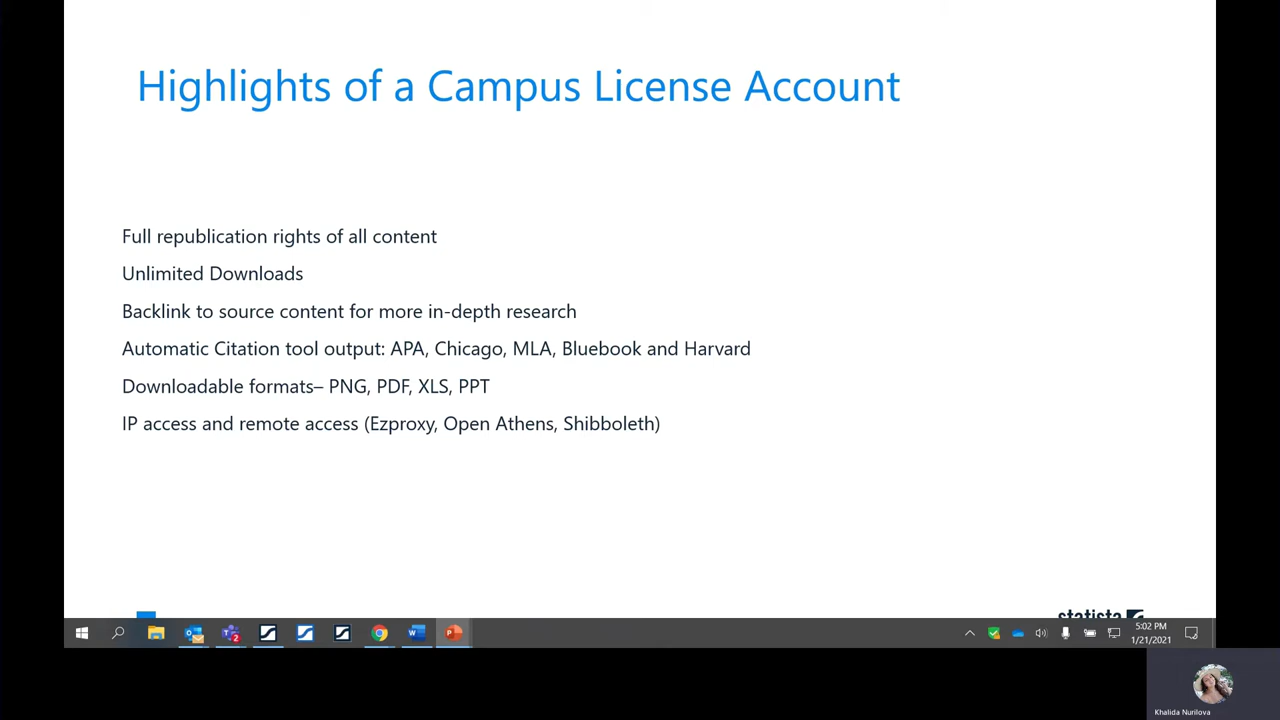 Highlights of a Campus License Account
Full republication rights of all content
Unlimited Downloads
Backlink to source content for more in-depth research
Automatic Citation tool output: APA, Chicago, MLA, Bluebook and Harvard
Downloadable formats– PNG, PDF, XLS, PPT
IP access and remote access (Ezproxy, Open Athens, Shibboleth)
statista
5:02 PM
1/21/2021
Khalida Nurilova